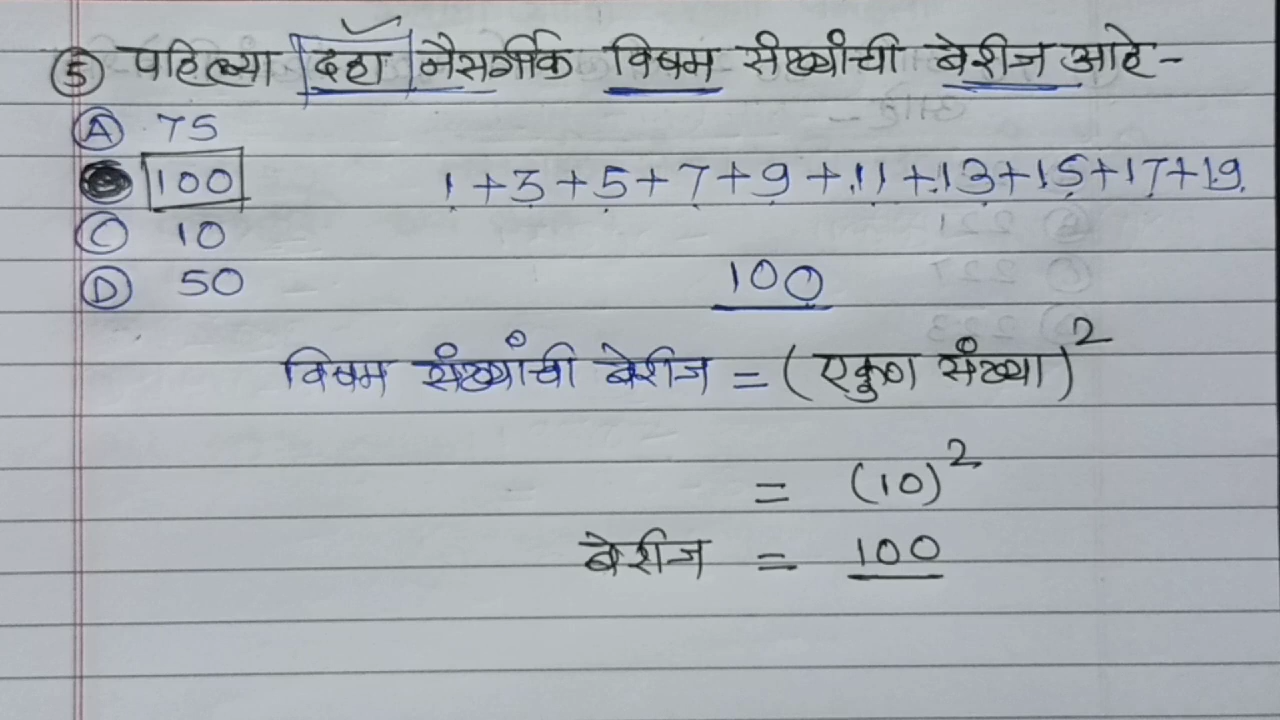 ⑤ पहिल्या दहा नैसर्गीक विषम संख्यांची बेरीज आहे-
Ⓐ 75
100
1+3+5+7+9+11+13+15+17+19
Ⓒ 10
Ⓓ 50
100
विषम संख्यांची बेरीज = (एकुण संख्या)²
= (10)²
बेरीज = 100